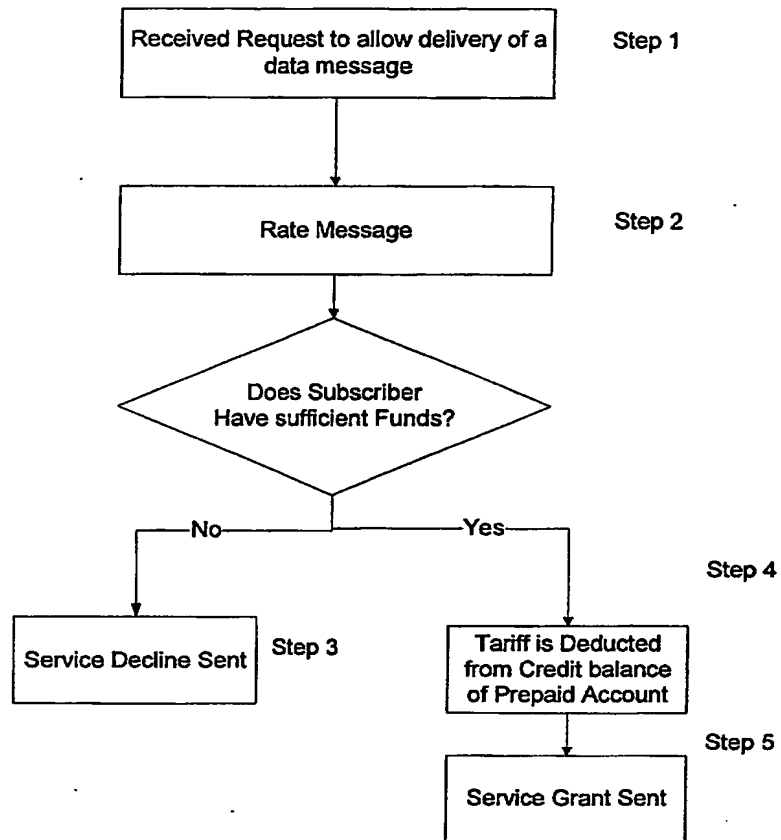 Received Request to allow delivery of a
data message
Step 1
Rate Message
Step 2
Does Subscriber
Have sufficient Funds?
No
Yes
Step 4
Service Decline Sent
Step 3
Tariff is Deducted
from Credit balance
of Prepaid Account
Step 5
Service Grant Sent